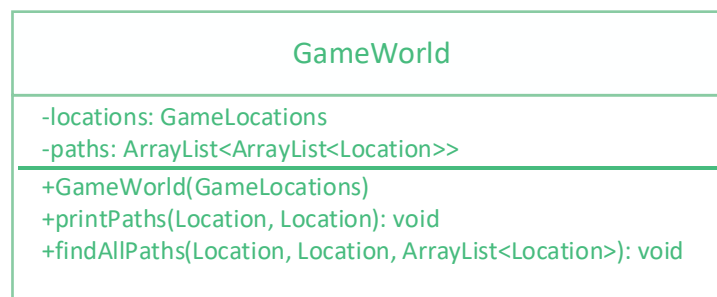 GameWorld
-locations: GameLocations
-paths: ArrayList<ArrayList<Location>>
+GameWorld(GameLocations)
+printPaths(Location, Location): void
+findAllPaths(Location, Location, ArrayList<Location>): void